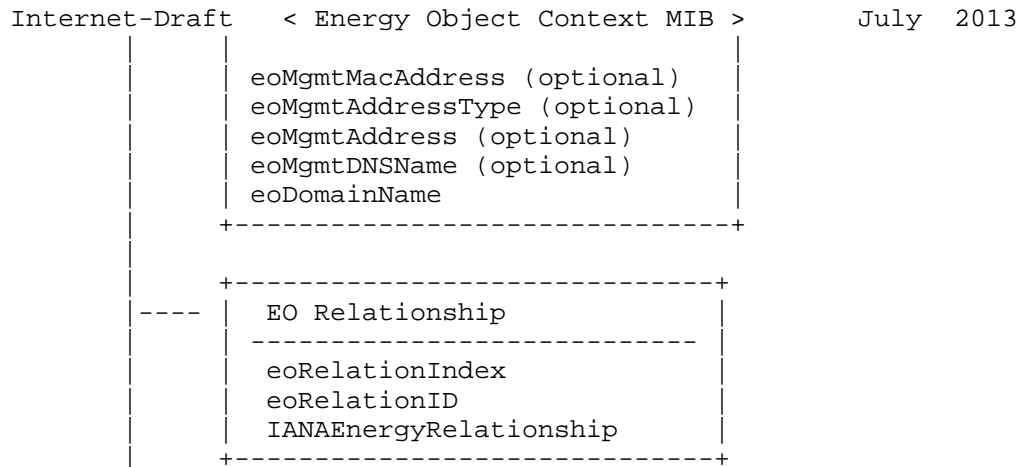 Internet-Draft   < Energy Object Context MIB >       July  2013
       |     |                                |
       |     | eoMgmtMacAddress (optional)    |
       |     | eoMgmtAddressType (optional)   |
       |     | eoMgmtAddress (optional)       |
       |     | eoMgmtDNSName (optional)       |
       |     | eoDomainName                   |
       |     +-------------------------------+
       |
       |     +------------------------------+
       |---- |  EO Relationship             |
       |     | ---------------------------- |
       |     |  eoRelationIndex             |
       |     |  eoRelationID                |
       |     |  IANAEnergyRelationship      |
       |     +------------------------------+